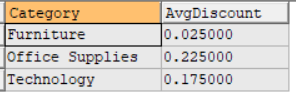 Category AvgDiscount
Furniture 0.025000
Office Supplies 0.225000
Technology 0.175000